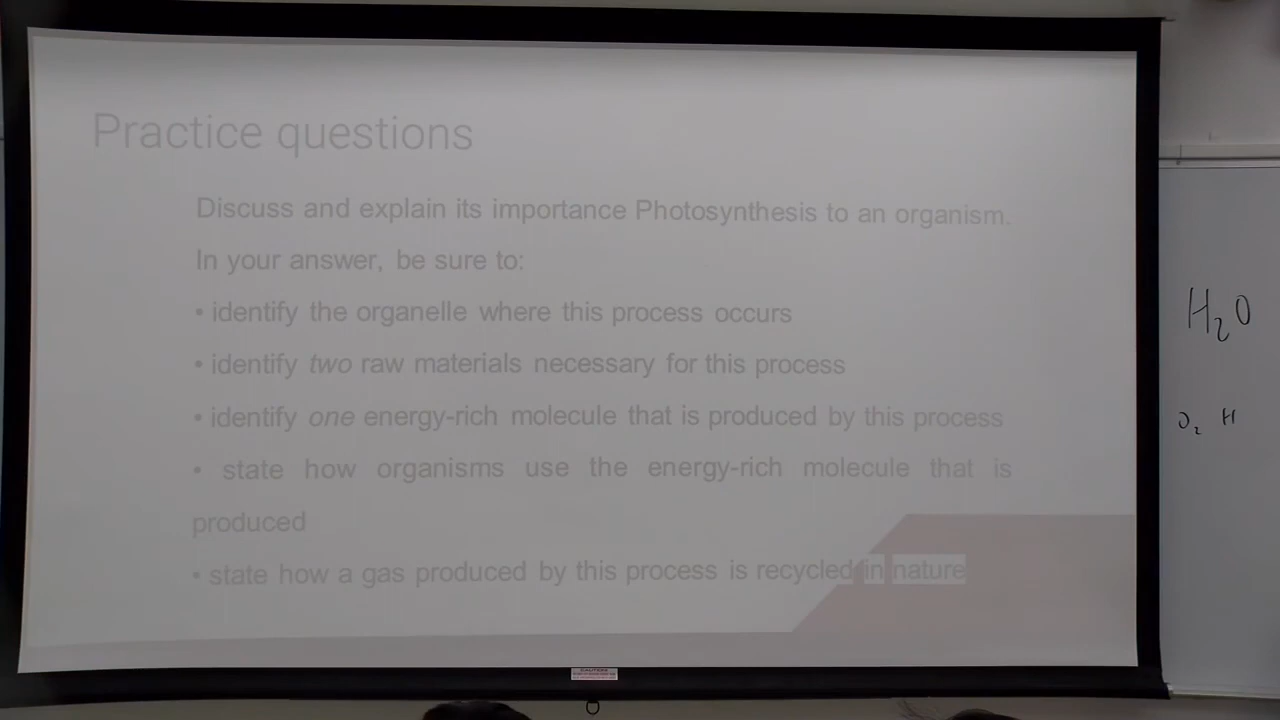 Practice questions
Discuss and explain its importance Photosynthesis to an organism.
In your answer, be sure to:
• identify the organelle where this process occurs
• identify two raw materials necessary for this process
• identify one energy-rich molecule that is produced by this process
• state how organisms use the energy-rich molecule that is
produced
• state how a gas produced by this process is recycled in nature
H₂O
O₂ H